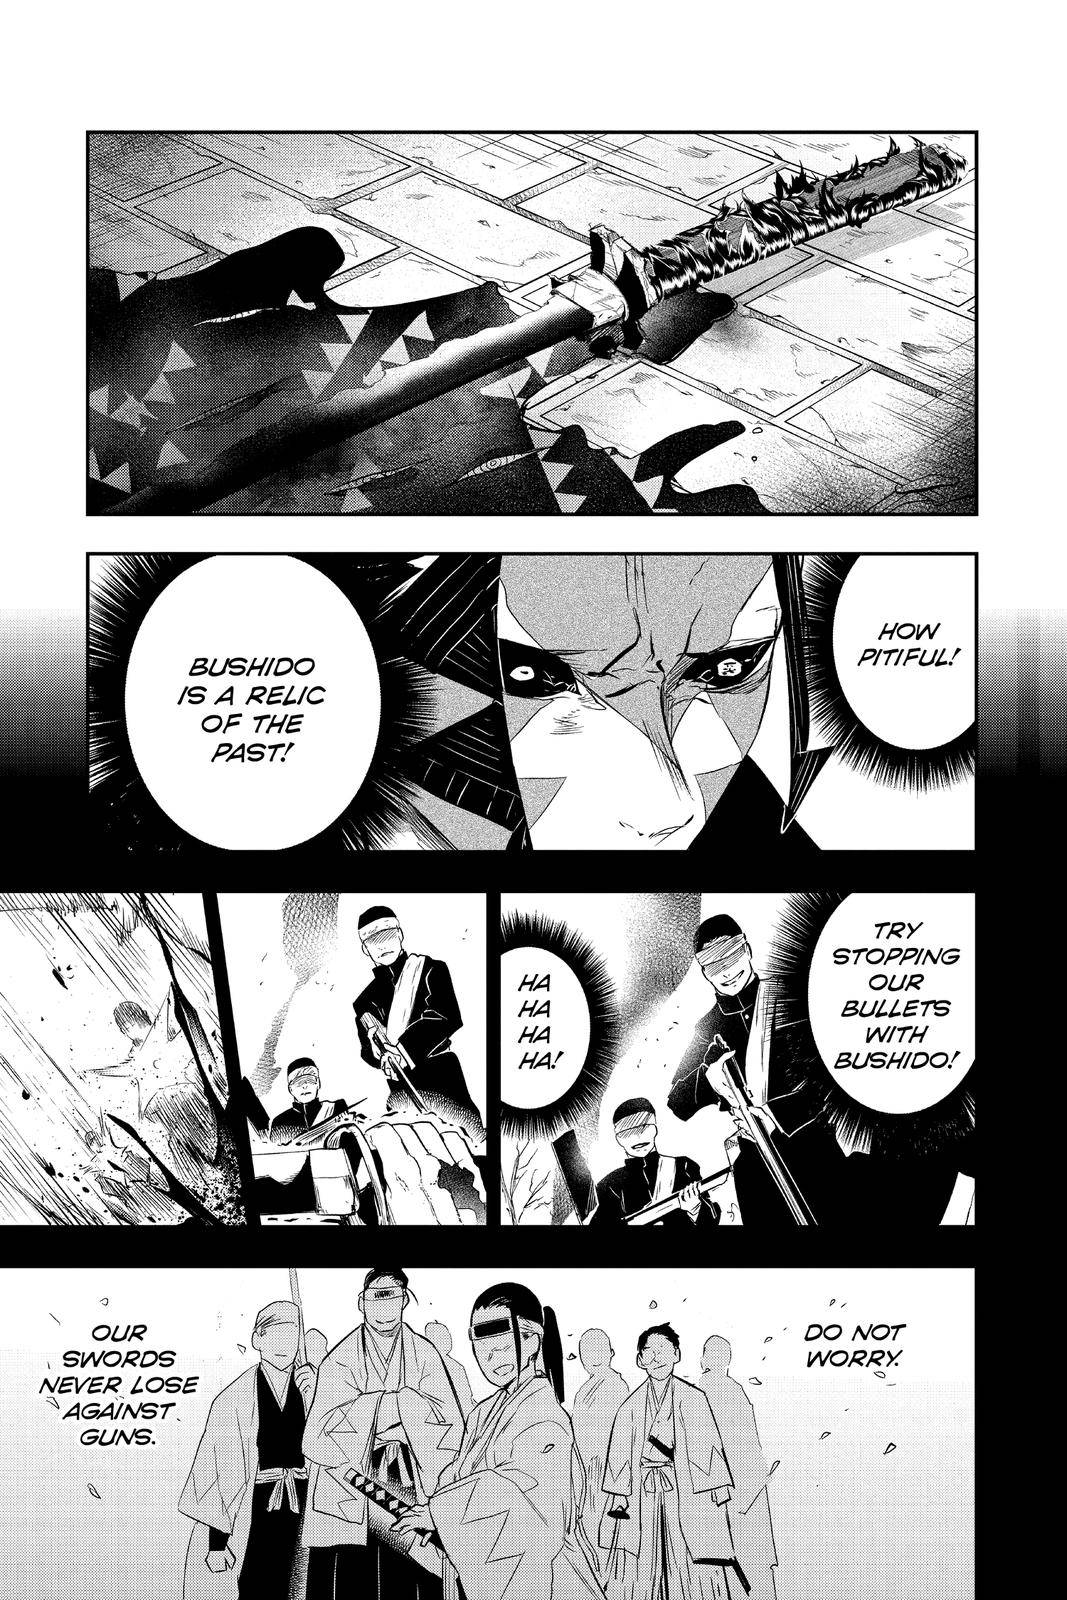 HOW
PITIFUL!
BUSHIDO
IS A RELIC
OF THE
PAST!
TRY
STOPPING
OUR
BULLETS
WITH
BUSHIDO!
HA
HA
HA
HA!
DO NOT
WORRY.
OUR
SWORDS
NEVER LOSE
AGAINST
GUNS.